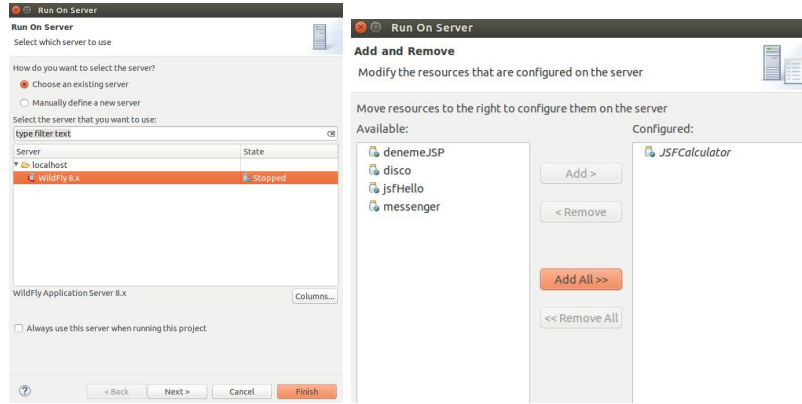 Run On Server
Run On Server
Select which server to use
How do you want to select the server?
Choose an existing server
Manually define a new server
Select the server that you want to use:
type filter text
Server State
localhost
WildFly 8.x Stopped
WildFly Application Server 8.x
Columns...
Always use this server when running this project
?
< Back Next > Cancel Finish
Run On Server
Add and Remove
Modify the resources that are configured on the server
Move resources to the right to configure them on the server
Available: Configured:
denemeJSP JSFCalculator
disco
jsfHello
messenger
Add >
< Remove
Add All >>
<< Remove All